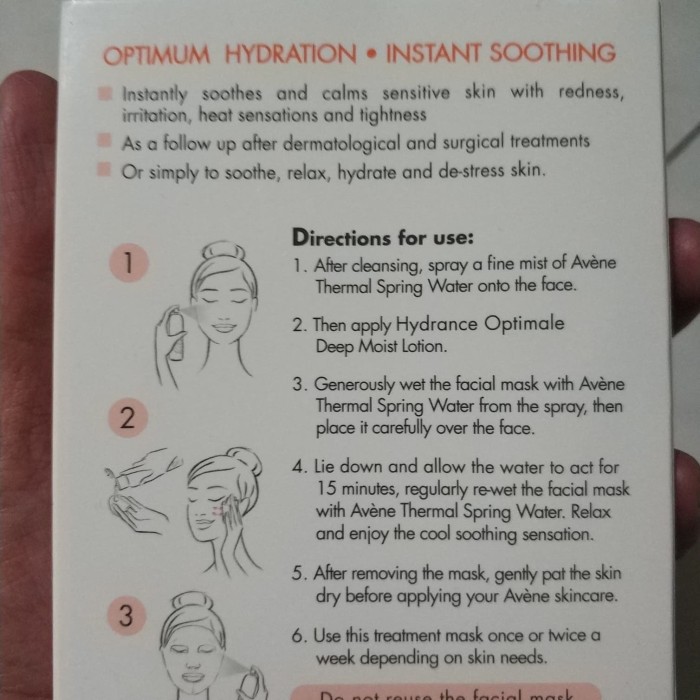 OPTIMUM HYDRATION • INSTANT SOOTHING
Instantly soothes and calms sensitive skin with redness,
irritation, heat sensations and tightness
As a follow up after dermatological and surgical treatments
Or simply to soothe, relax, hydrate and de-stress skin.
Directions for use:
1
1. After cleansing, spray a fine mist of Avène
Thermal Spring Water onto the face.
2. Then apply Hydrance Optimale
Deep Moist Lotion.
3. Generously wet the facial mask with Avène
Thermal Spring Water from the spray, then
place it carefully over the face.
2
4. Lie down and allow the water to act for
15 minutes, regularly re-wet the facial mask
with Avène Thermal Spring Water. Relax
and enjoy the cool soothing sensation.
5. After removing the mask, gently pat the skin
dry before applying your Avène skincare.
3
6. Use this treatment mask once or twice a
week depending on skin needs.
Do not reuse the facial mask